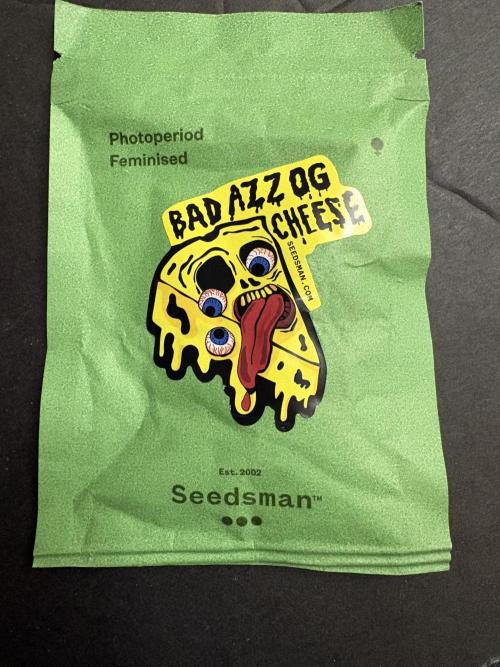 Photoperiod
Feminised
BAD AZZ OG
CHEESE
SEEDSMAN.COM
Est. 2002
Seedsman™